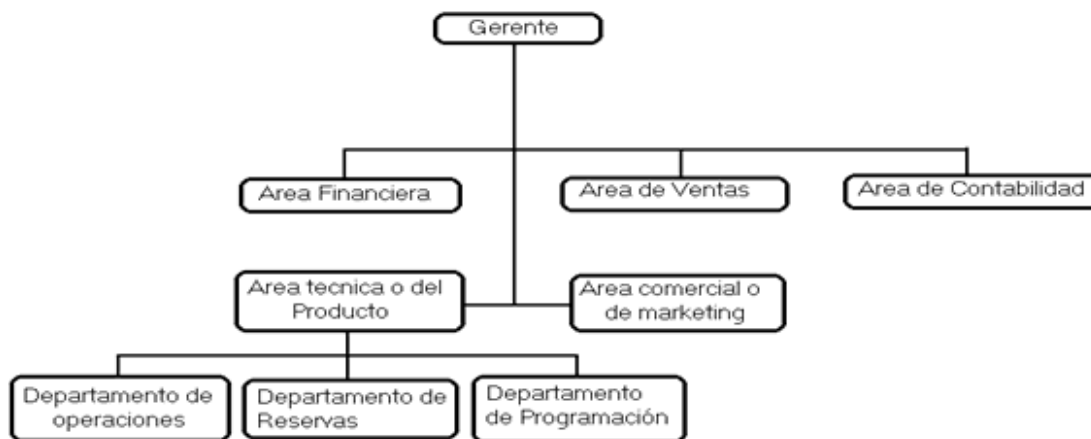 Gerente
Area Financiera
Area de Ventas
Area de Contabilidad
Area tecnica o del
Producto
Area comercial o
de marketing
Departamento de
operaciones
Departamento de
Reservas
Departamento
de Programación